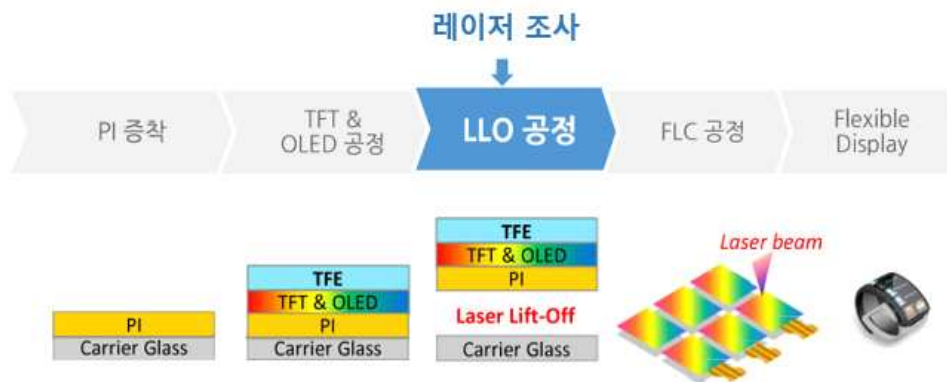 레이저 조사
PI 증착
TFT &
OLED 공정
LLO 공정
FLC 공정
Flexible
Display
PI
Carrier Glass
TFE
TFT & OLED
PI
Carrier Glass
TFE
TFT & OLED
PI
Laser Lift-Off
Carrier Glass
Laser beam